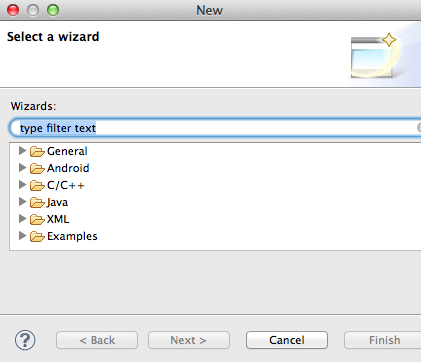 New
Select a wizard
Wizards:
type filter text
General
Android
C/C++
Java
XML
Examples
? < Back Next > Cancel Finish